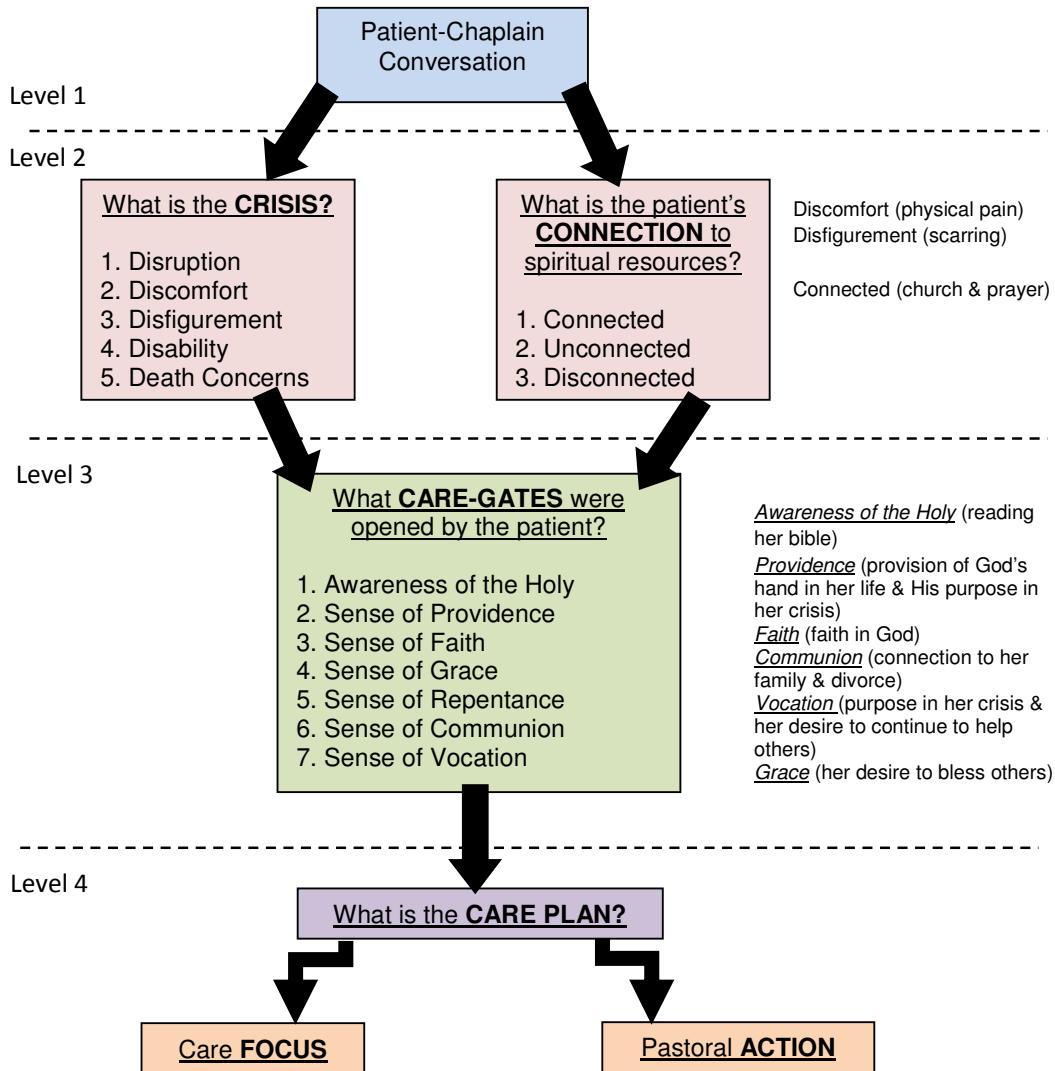 Patient-Chaplain
Conversation
Level 1
Level 2
What is the CRISIS?
1. Disruption
2. Discomfort
3. Disfigurement
4. Disability
5. Death Concerns
What is the patient's
CONNECTION to
spiritual resources?
1. Connected
2. Unconnected
3. Disconnected
Discomfort (physical pain)
Disfigurement (scarring)
Connected (church & prayer)
Level 3
What CARE-GATES were
opened by the patient?
1. Awareness of the Holy
2. Sense of Providence
3. Sense of Faith
4. Sense of Grace
5. Sense of Repentance
6. Sense of Communion
7. Sense of Vocation
Awareness of the Holy (reading
her bible)
Providence (provision of God's
hand in her life & His purpose in
her crisis)
Faith (faith in God)
Communion (connection to her
family & divorce)
Vocation (purpose in her crisis &
her desire to continue to help
others)
Grace (her desire to bless others)
Level 4
What is the CARE PLAN?
Care FOCUS
Pastoral ACTION